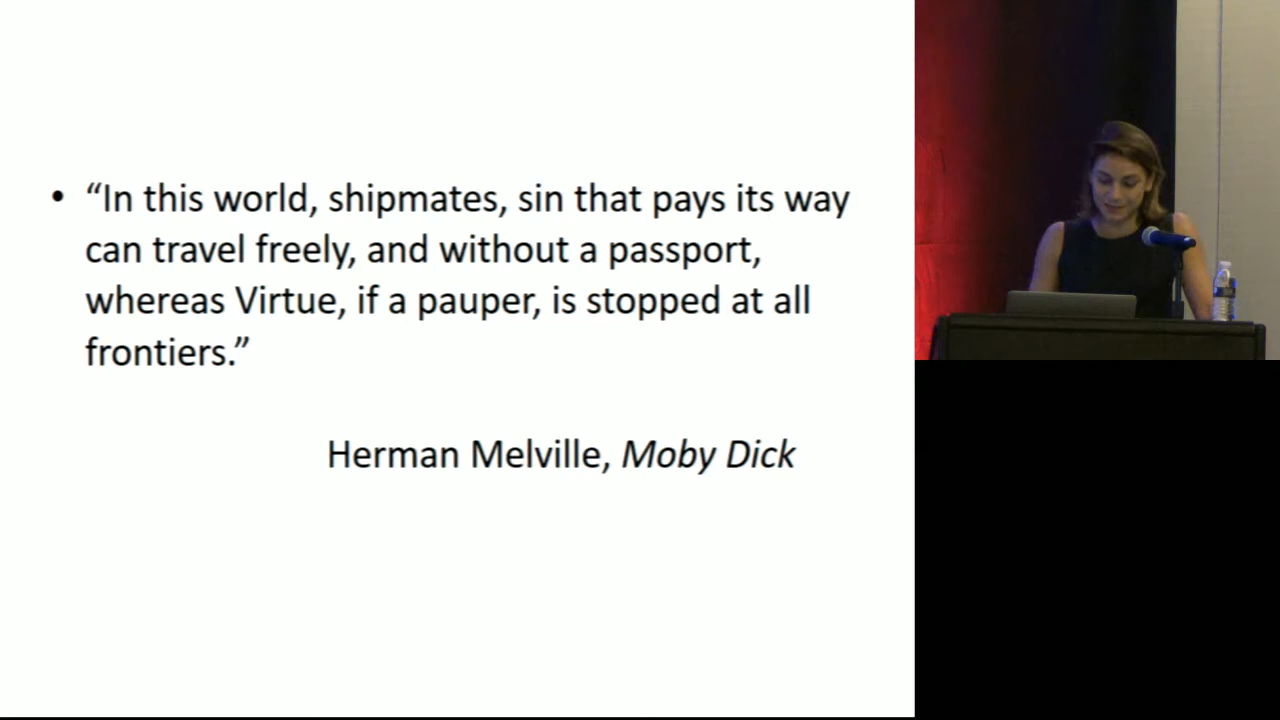 • “In this world, shipmates, sin that pays its way
can travel freely, and without a passport,
whereas Virtue, if a pauper, is stopped at all
frontiers.”
Herman Melville, Moby Dick